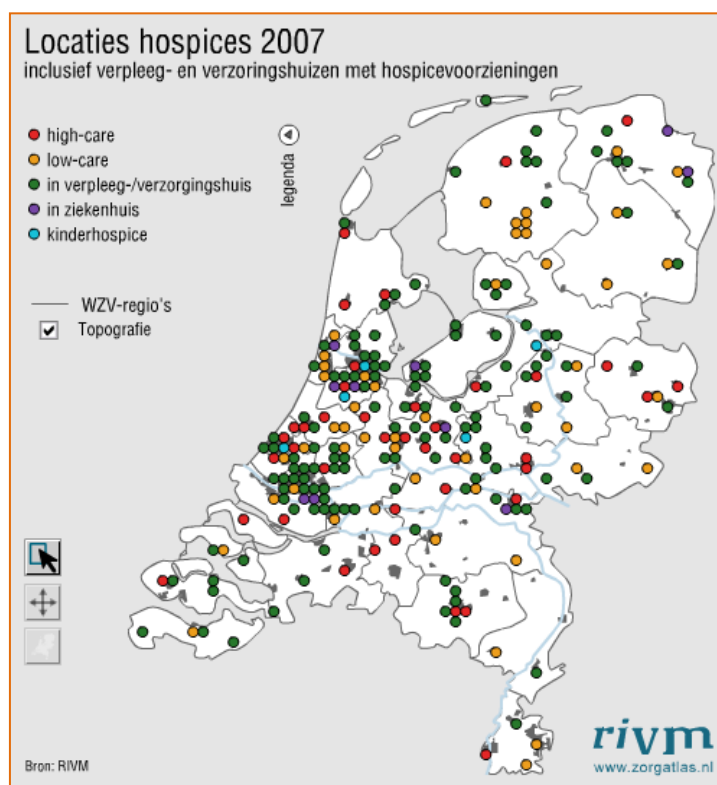 Locaties hospices 2007
inclusief verpleeg- en verzoringshuizen met hospicevoorzieningen
high-care
low-care
in verpleeg-/verzorgingshuis
in ziekenhuis
kinderhospice
legenda
WZV-regio's
Topografie
rivm
www.zorgatlas.nl
Bron: RIVM